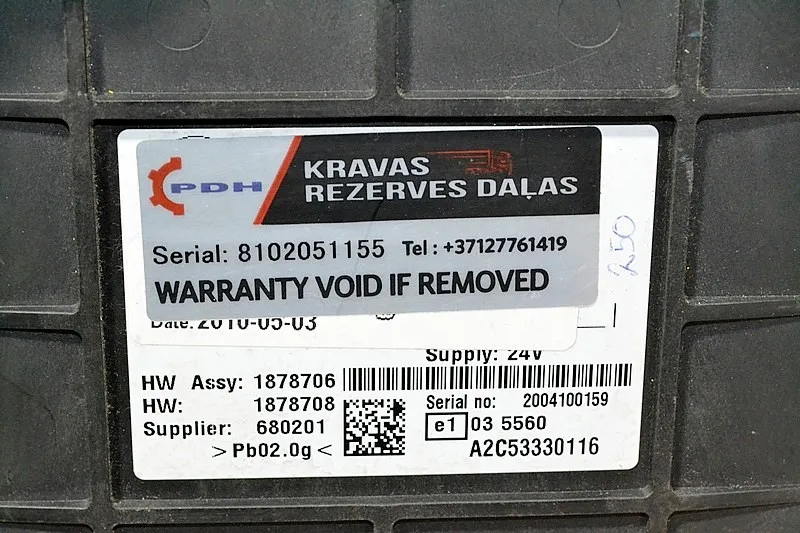 PDH
KRAVAS
REZERVES DAĻAS
Serial: 8102051155 Tel : +37127761419
WARRANTY VOID IF REMOVED
250
Date: 2010-05-03
Supply: 24V
HW Assy: 1878706
HW: 1878708
Serial no: 2004100159
Supplier: 680201
e1 03 5560
>Pb02.0g<
A2C53330116